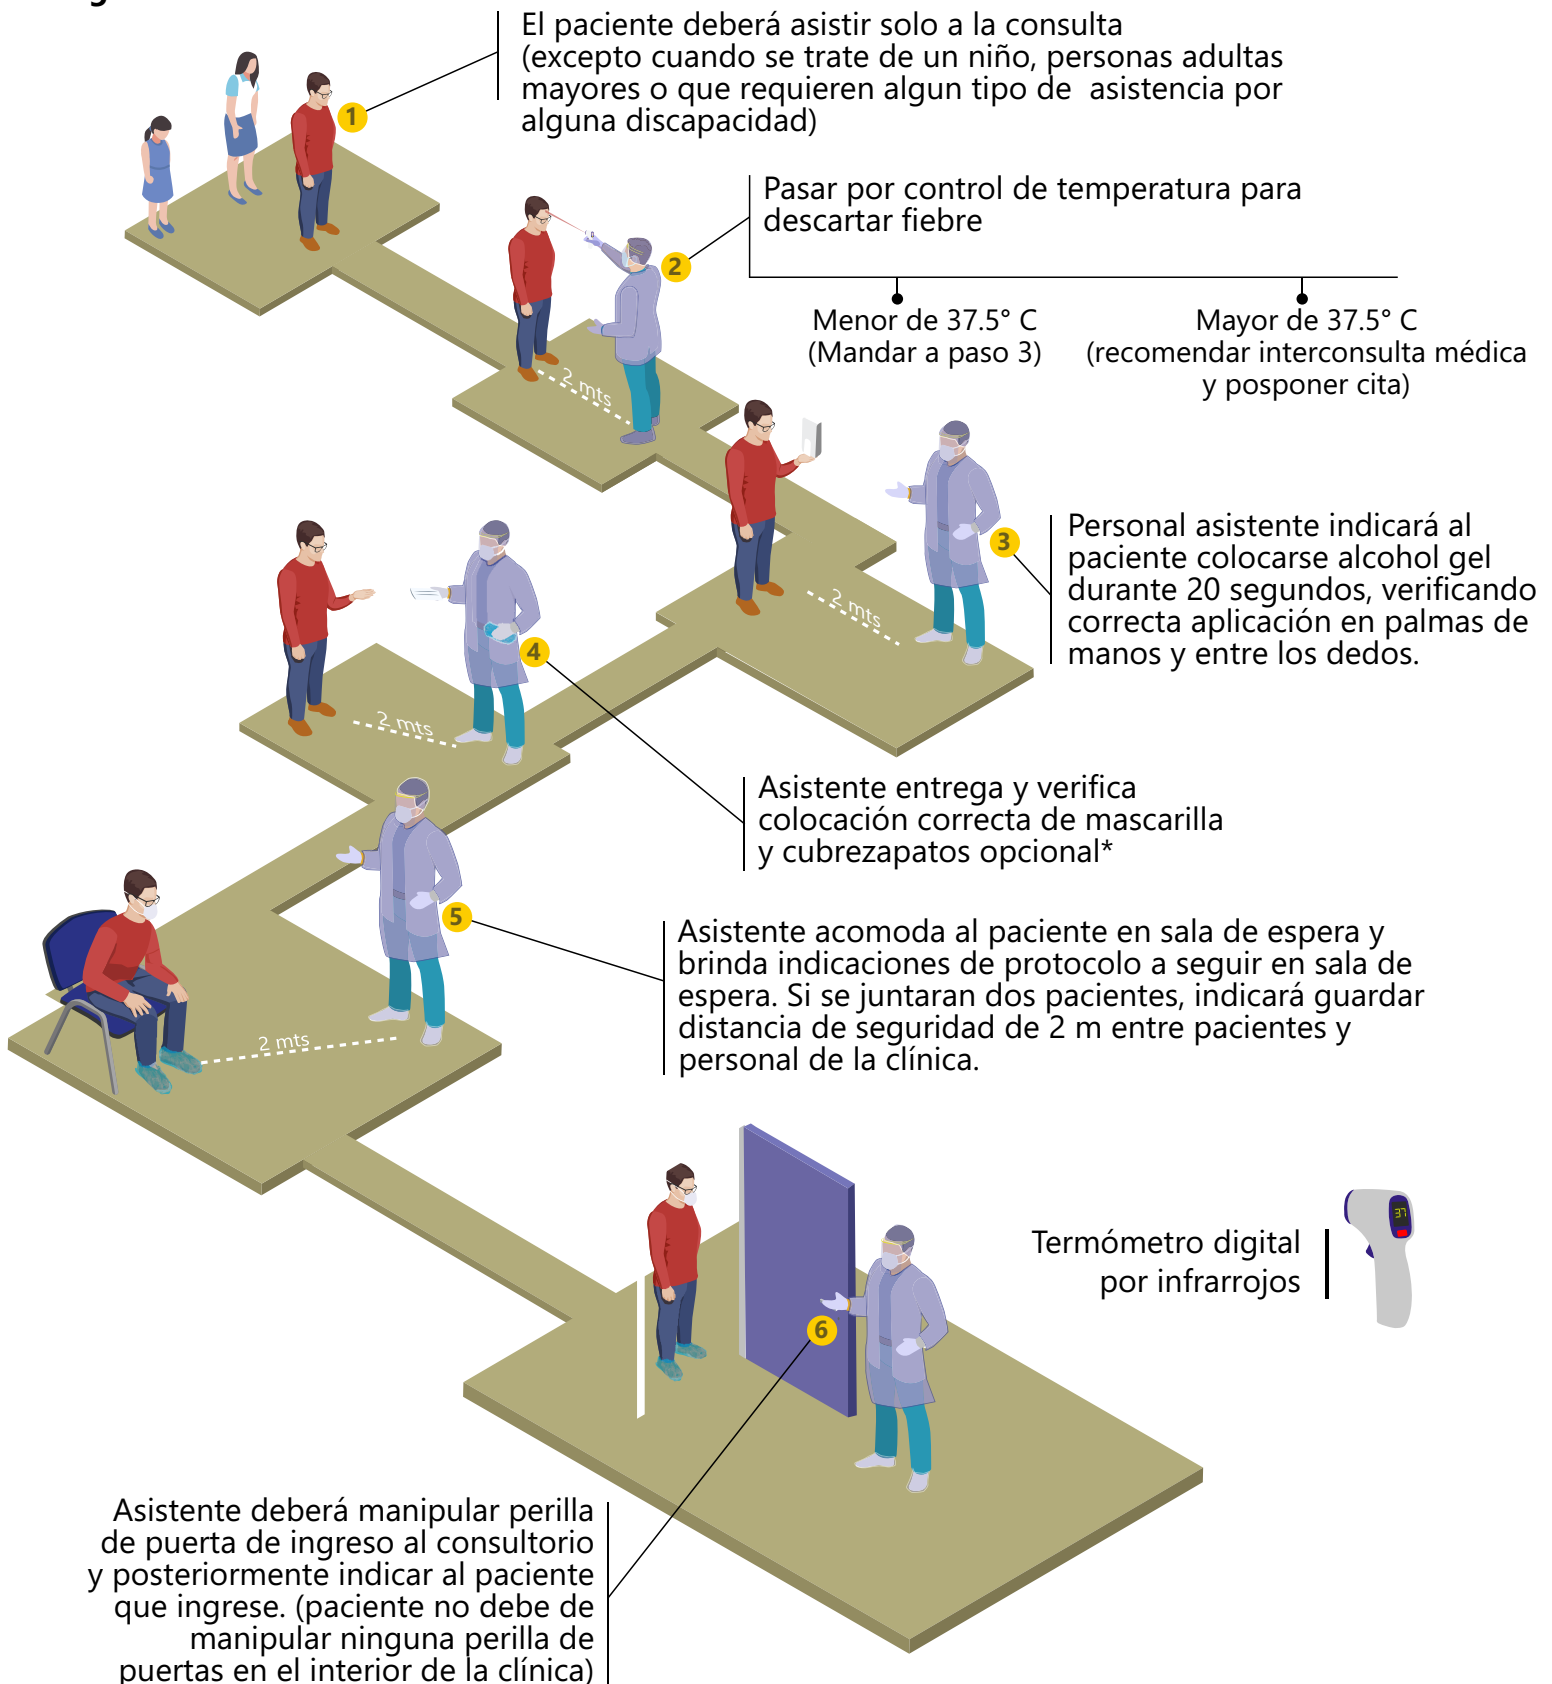 1
El paciente deberá asistir solo a la consulta
(excepto cuando se trate de un niño, personas adultas
mayores o que requieren algun tipo de asistencia por
alguna discapacidad)
2
Pasar por control de temperatura para
descartar fiebre
Menor de 37.5° C
(Mandar a paso 3)
Mayor de 37.5° C
(recomendar interconsulta médica
y posponer cita)
2 mts
3
Personal asistente indicará al
paciente colocarse alcohol gel
durante 20 segundos, verificando
correcta aplicación en palmas de
manos y entre los dedos.
2 mts
4
Asistente entrega y verifica
colocación correcta de mascarilla
y cubrezapatos opcional*
2 mts
5
Asistente acomoda al paciente en sala de espera y
brinda indicaciones de protocolo a seguir en sala de
espera. Si se juntaran dos pacientes, indicará guardar
distancia de seguridad de 2 m entre pacientes y
personal de la clínica.
2 mts
37
Termómetro digital
por infrarrojos
6
Asistente deberá manipular perilla
de puerta de ingreso al consultorio
y posteriormente indicar al paciente
que ingrese. (paciente no debe de
manipular ninguna perilla de
puertas en el interior de la clínica)